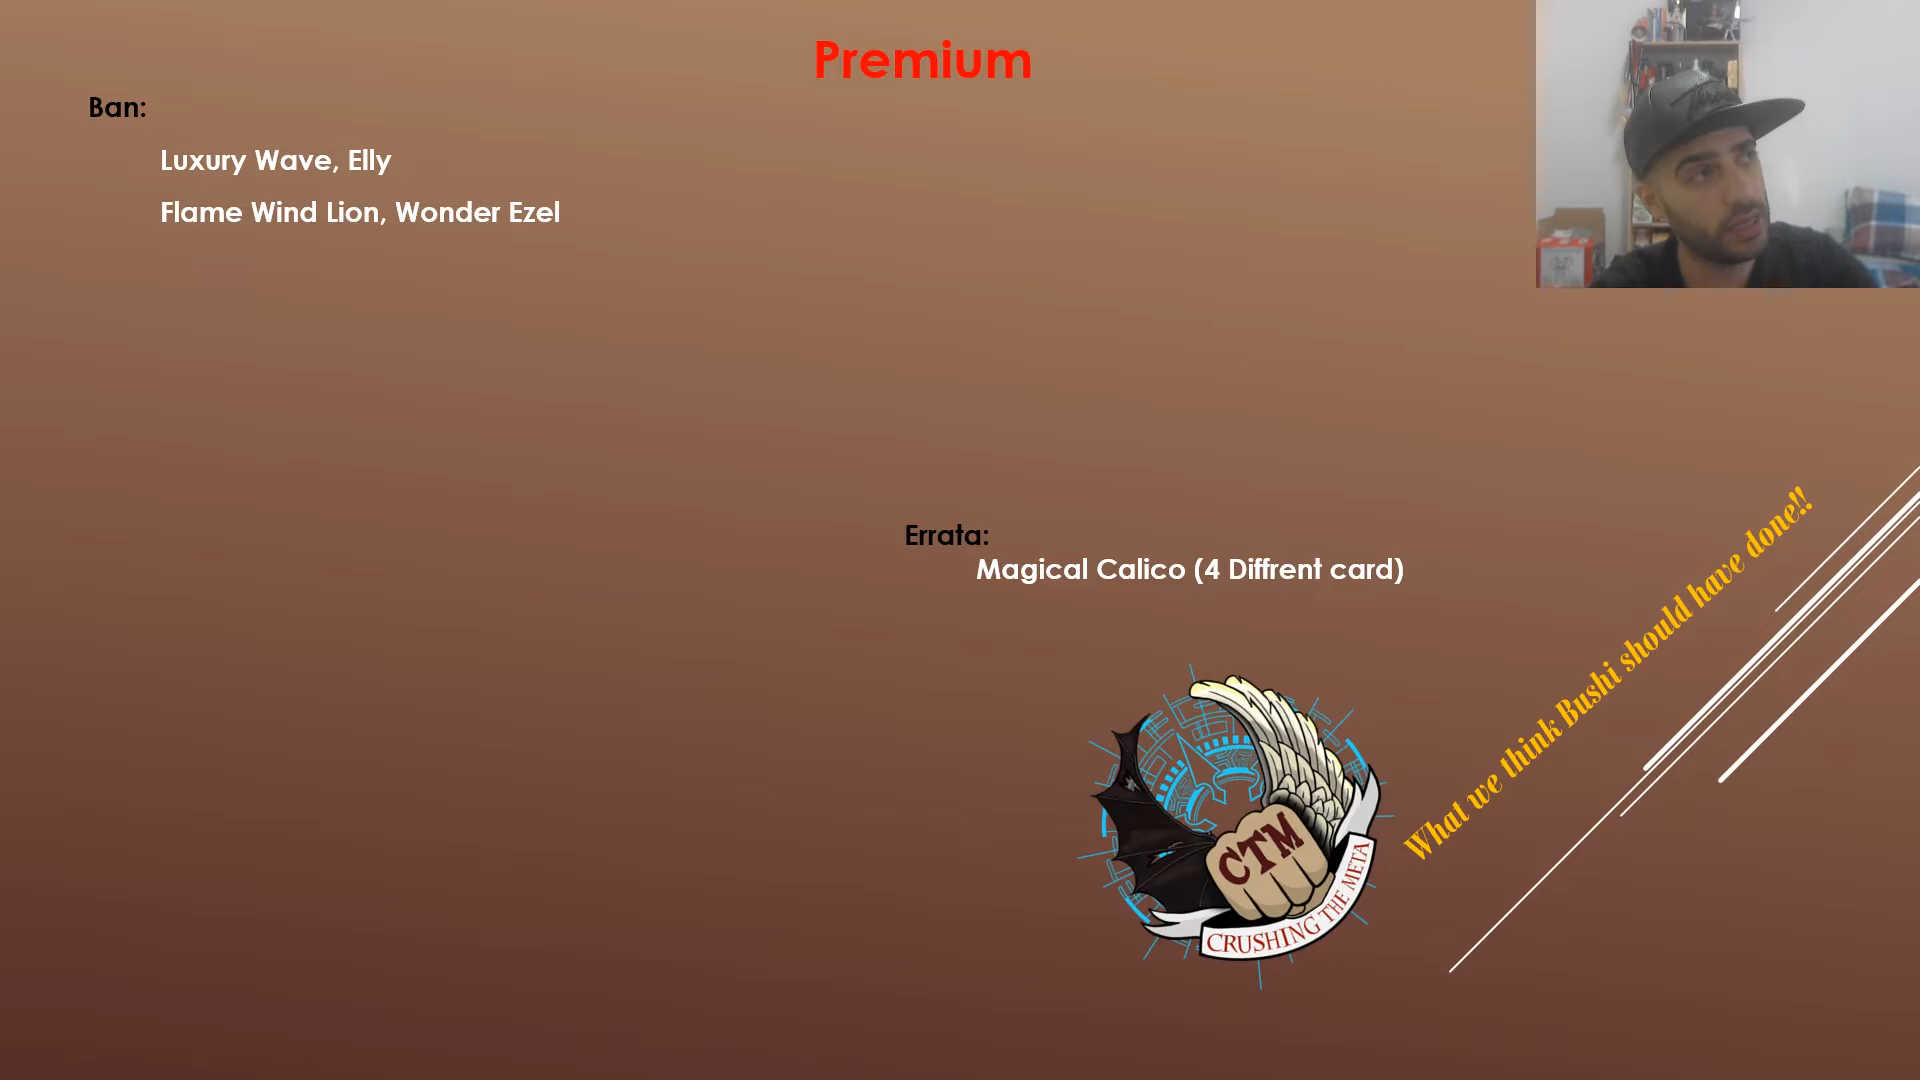 Premium
Ban:
Luxury Wave, Elly
Flame Wind Lion, Wonder Ezel
Errata:
Magical Calico (4 Diffrent card)
What we think Bushi should have done!!
CTM
CRUSHING THE META